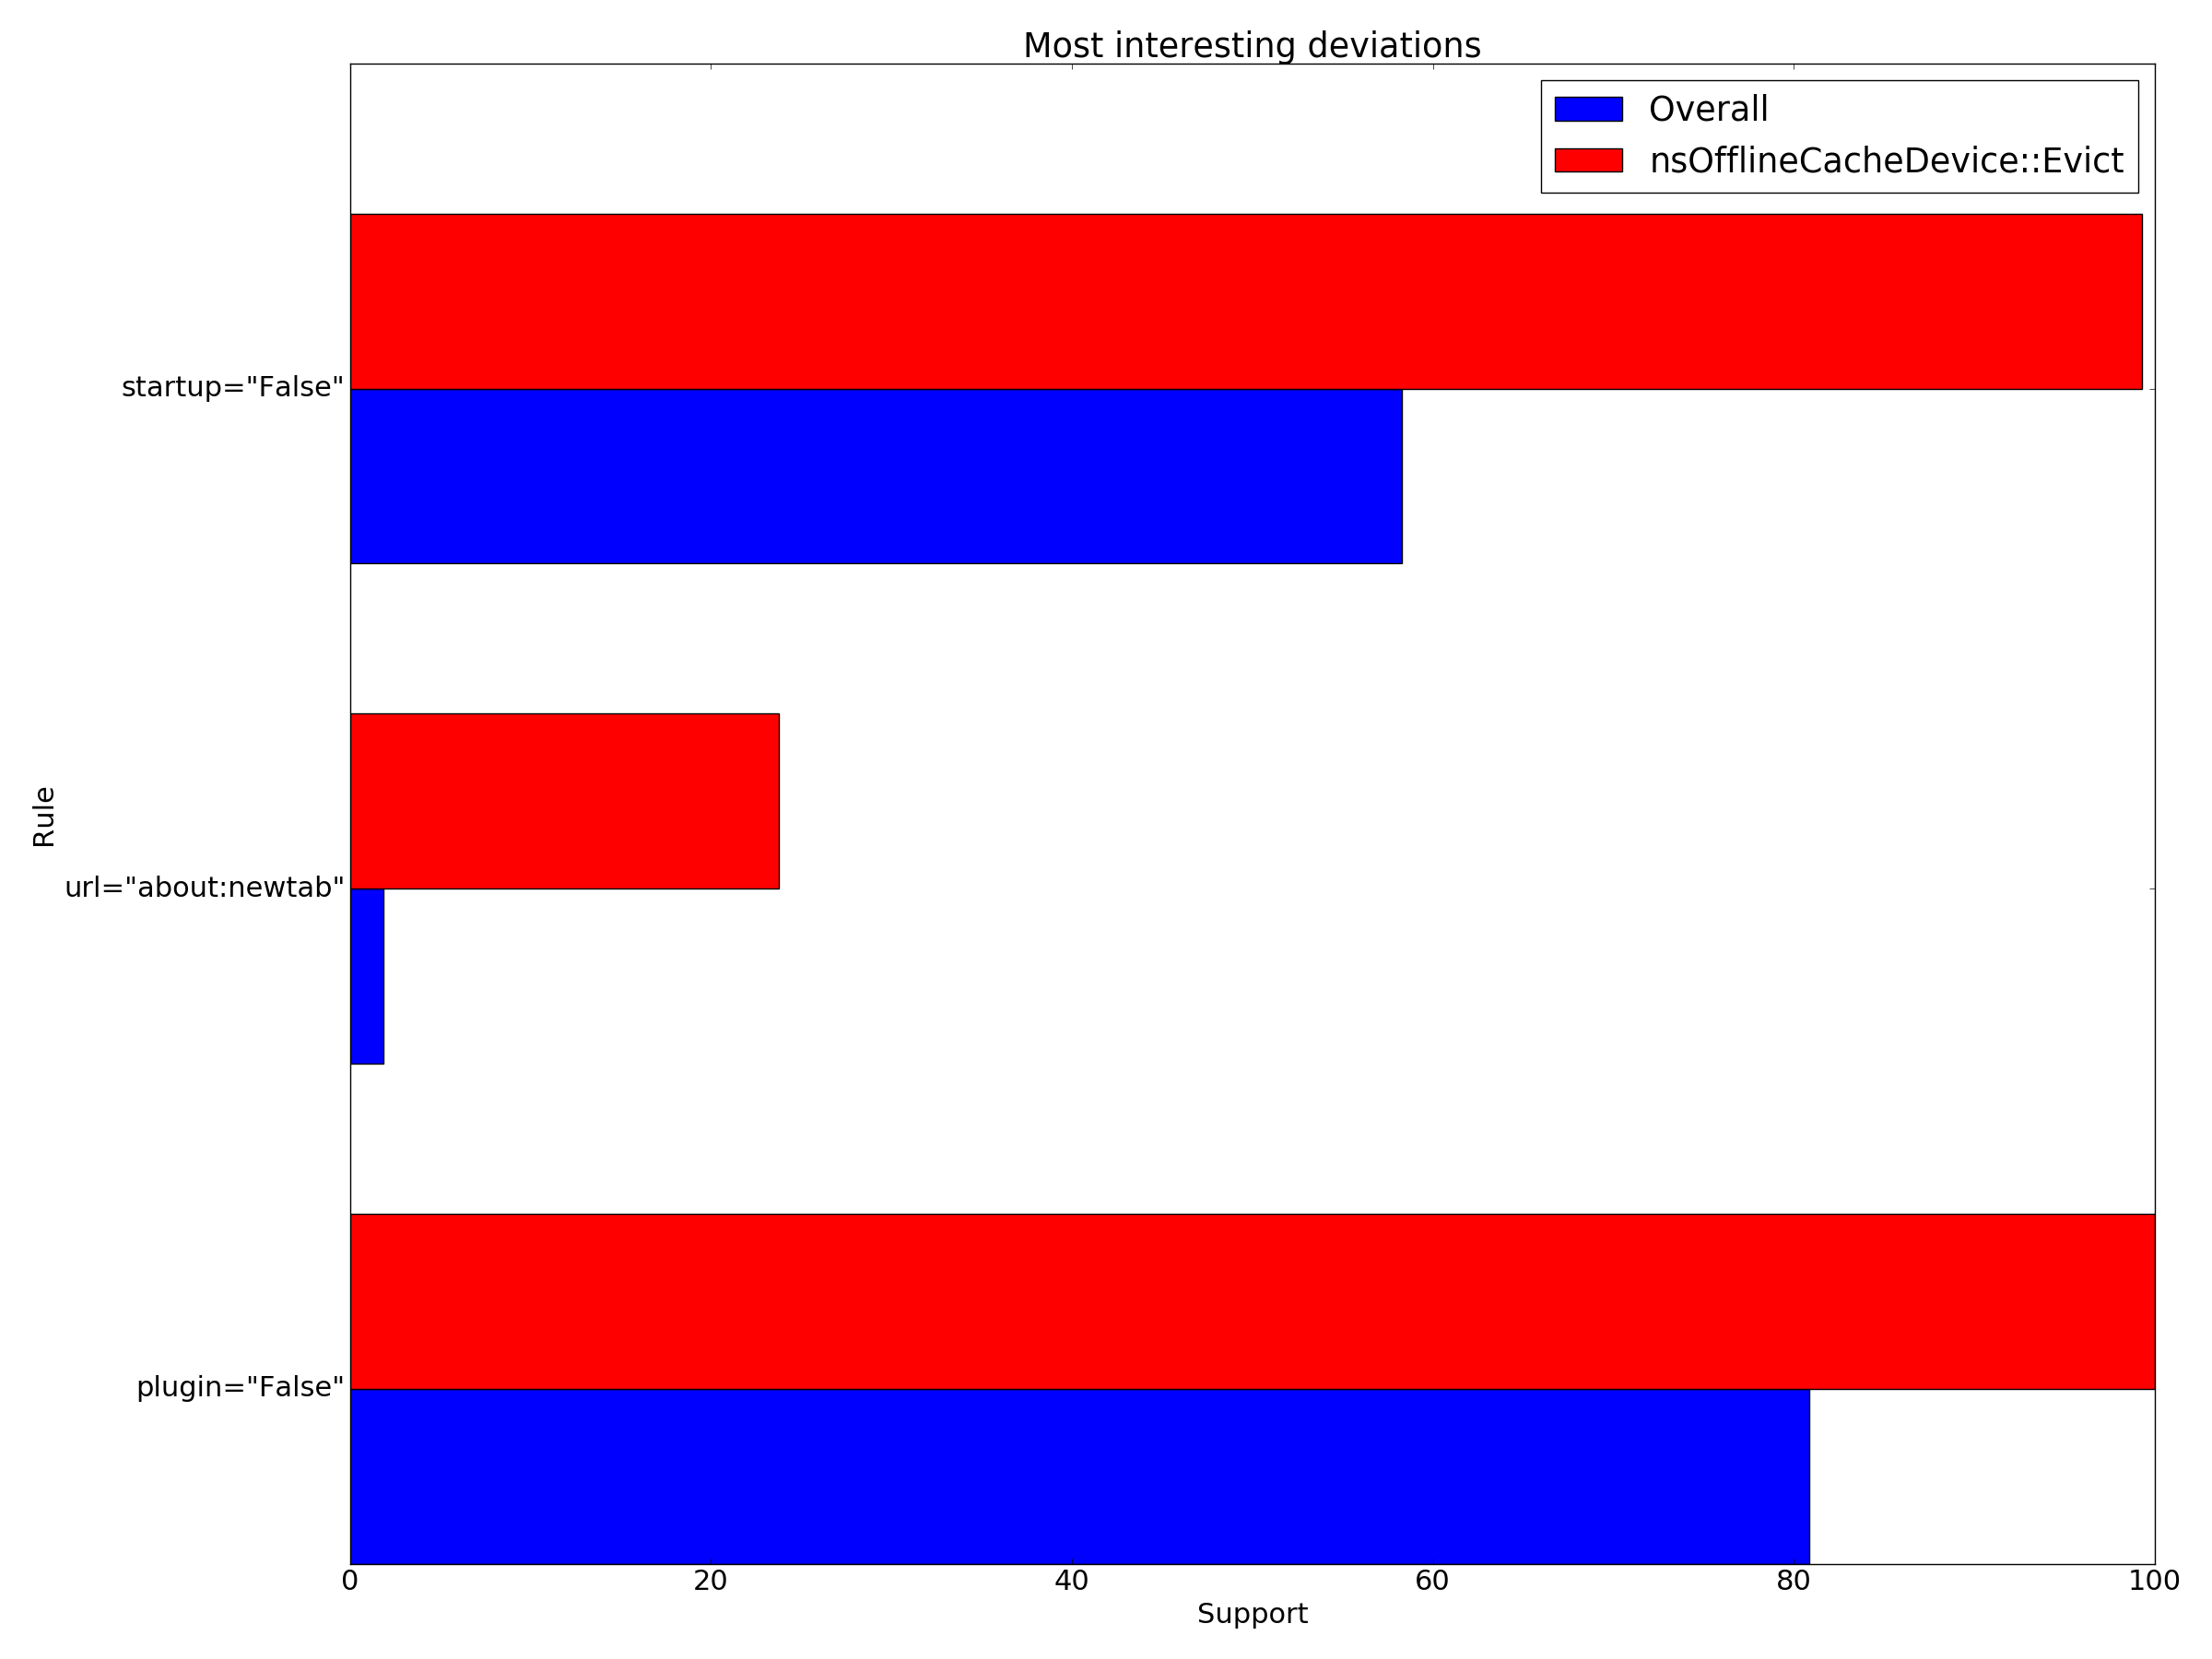 Most interesting deviations
Overall
nsOfflineCacheDevice::Evict
startup="False"
Rule
url="about:newtab"
plugin="False"
0 20 40 60 80 100
Support